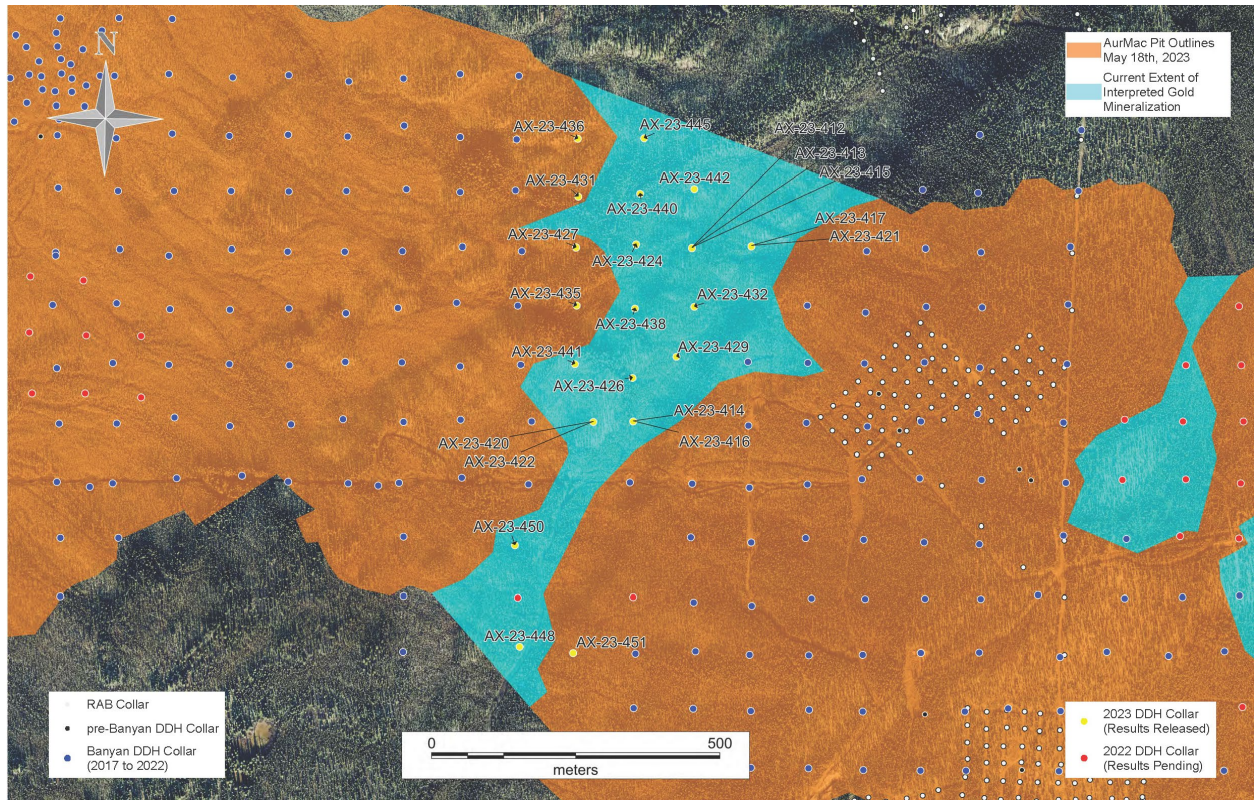 N
AurMac Pit Outlines
May 18th, 2023
Current Extent of
Interpreted Gold
Mineralization
AX-23-436
AX-23-445
AX-23-412
AX-23-413
AX-23-415
AX-23-431
AX-23-442
AX-23-440
AX-23-417
AX-23-421
AX-23-427
AX-23-424
AX-23-435
AX-23-432
AX-23-438
AX-23-441
AX-23-429
AX-23-426
AX-23-414
AX-23-416
AX-23-420
AX-23-422
AX-23-450
AX-23-448
AX-23-451
RAB Collar
pre-Banyan DDH Collar
Banyan DDH Collar
(2017 to 2022)
0 500
meters
2023 DDH Collar
(Results Released)
2022 DDH Collar
(Results Pending)